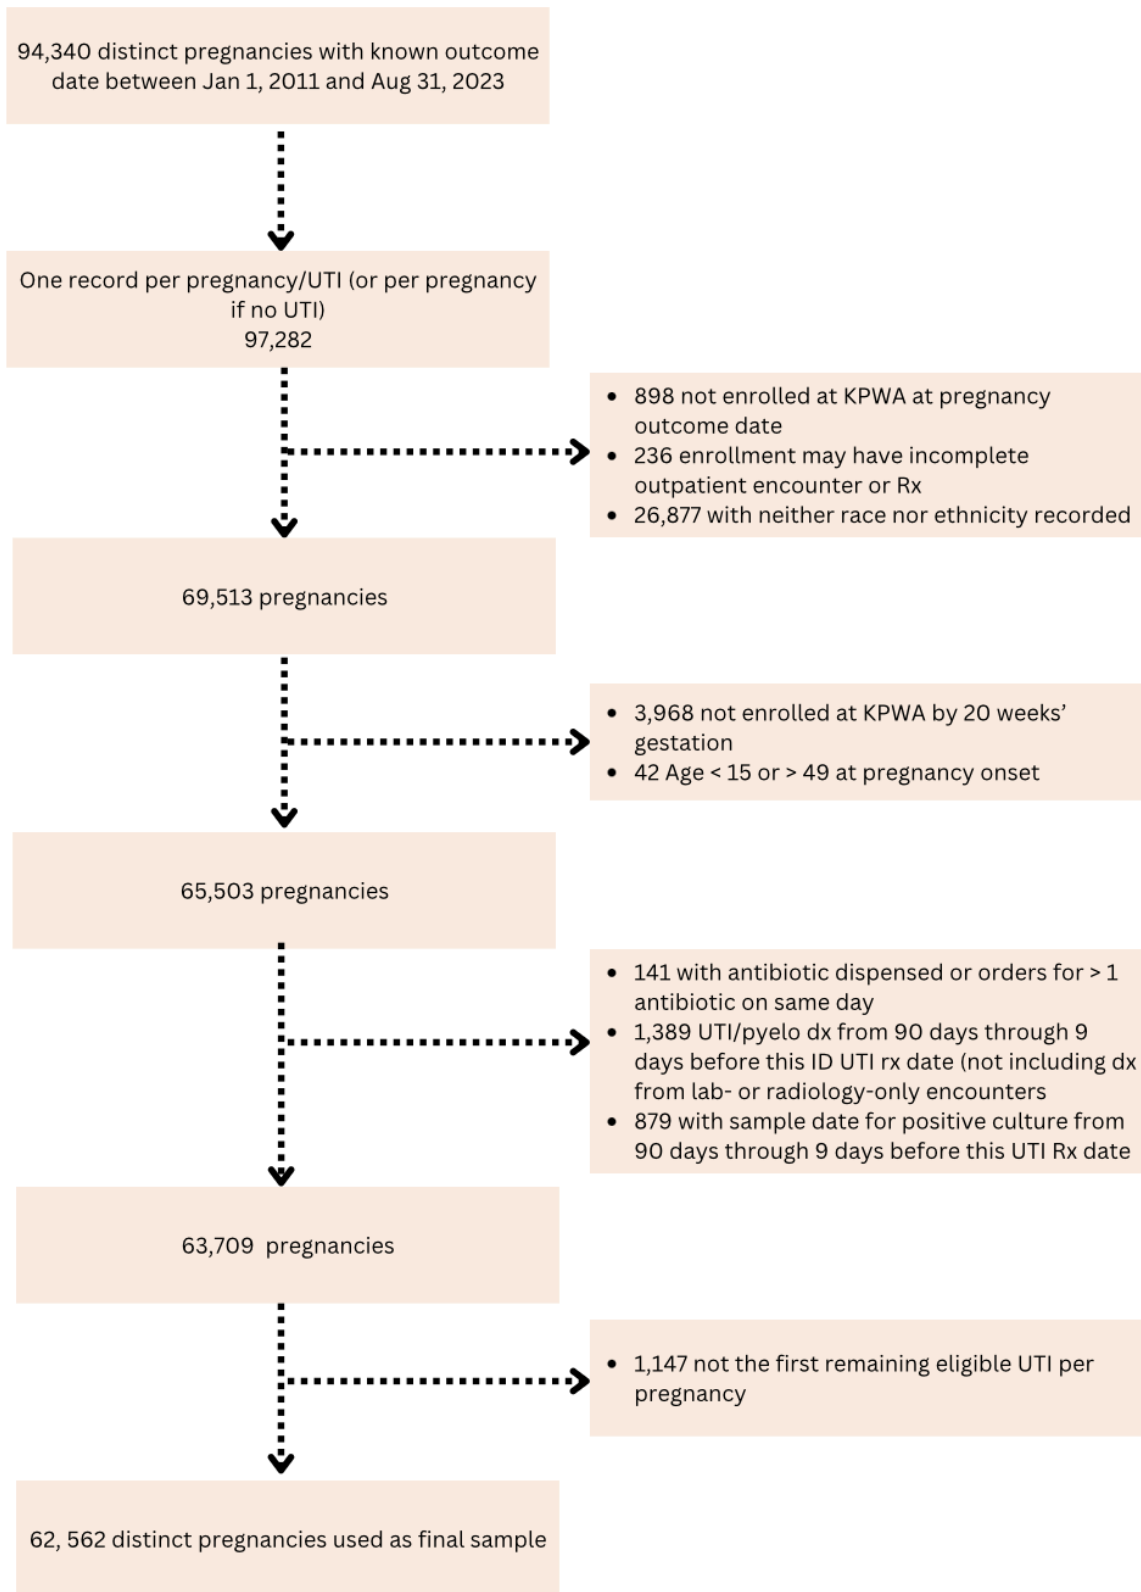 94,340 distinct pregnancies with known outcome
date between Jan 1, 2011 and Aug 31, 2023
One record per pregnancy/UTI (or per pregnancy
if no UTI)
97,282
• 898 not enrolled at KPWA at pregnancy
outcome date
• 236 enrollment may have incomplete
outpatient encounter or Rx
• 26,877 with neither race nor ethnicity recorded
69,513 pregnancies
• 3,968 not enrolled at KPWA by 20 weeks’
gestation
• 42 Age < 15 or > 49 at pregnancy onset
65,503 pregnancies
• 141 with antibiotic dispensed or orders for > 1
antibiotic on same day
• 1,389 UTI/pyelo dx from 90 days through 9
days before this ID UTI rx date (not including dx
from lab- or radiology-only encounters
• 879 with sample date for positive culture from
90 days through 9 days before this UTI Rx date
63,709 pregnancies
• 1,147 not the first remaining eligible UTI per
pregnancy
62, 562 distinct pregnancies used as final sample